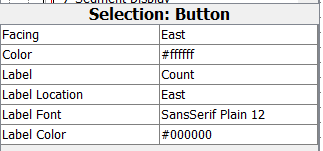 Selection: Button
Facing East
Color #ffffff
Label Count
Label Location East
Label Font SansSerif Plain 12
Label Color #000000